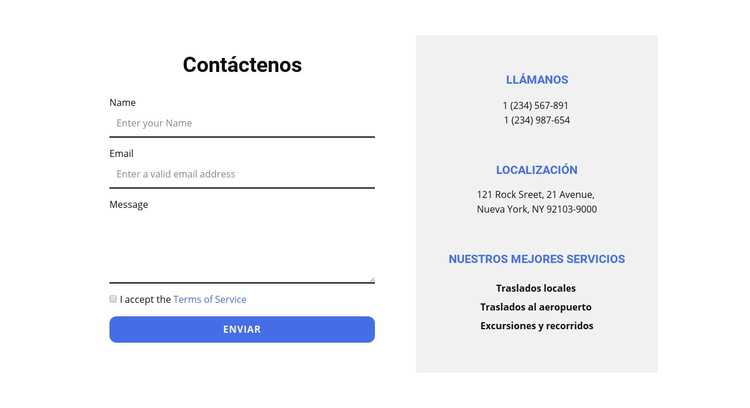 Contáctenos
Name
Enter your Name
Email
Enter a valid email address
Message
I accept the Terms of Service
ENVIAR
LLÁMANOS
1 (234) 567-891
1 (234) 987-654
LOCALIZACIÓN
121 Rock Sreet, 21 Avenue,
Nueva York, NY 92103-9000
NUESTROS MEJORES SERVICIOS
Traslados locales
Traslados al aeropuerto
Excursiones y recorridos